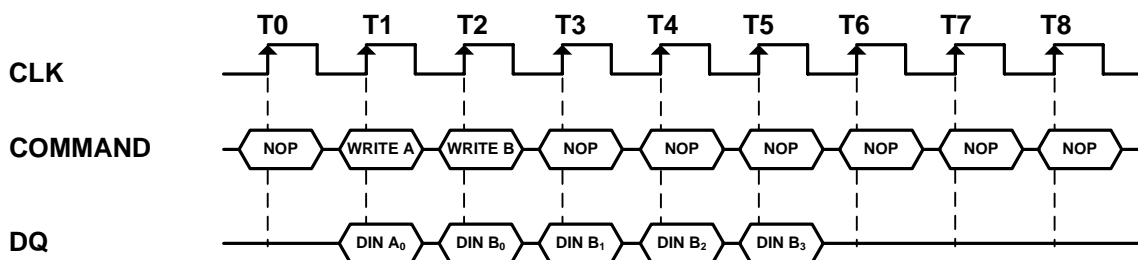 T0 T1 T2 T3 T4 T5 T6 T7 T8
CLK
COMMAND NOP WRITE A WRITE B NOP NOP NOP NOP NOP NOP
DQ DIN A₀ DIN B₀ DIN B₁ DIN B₂ DIN B₃